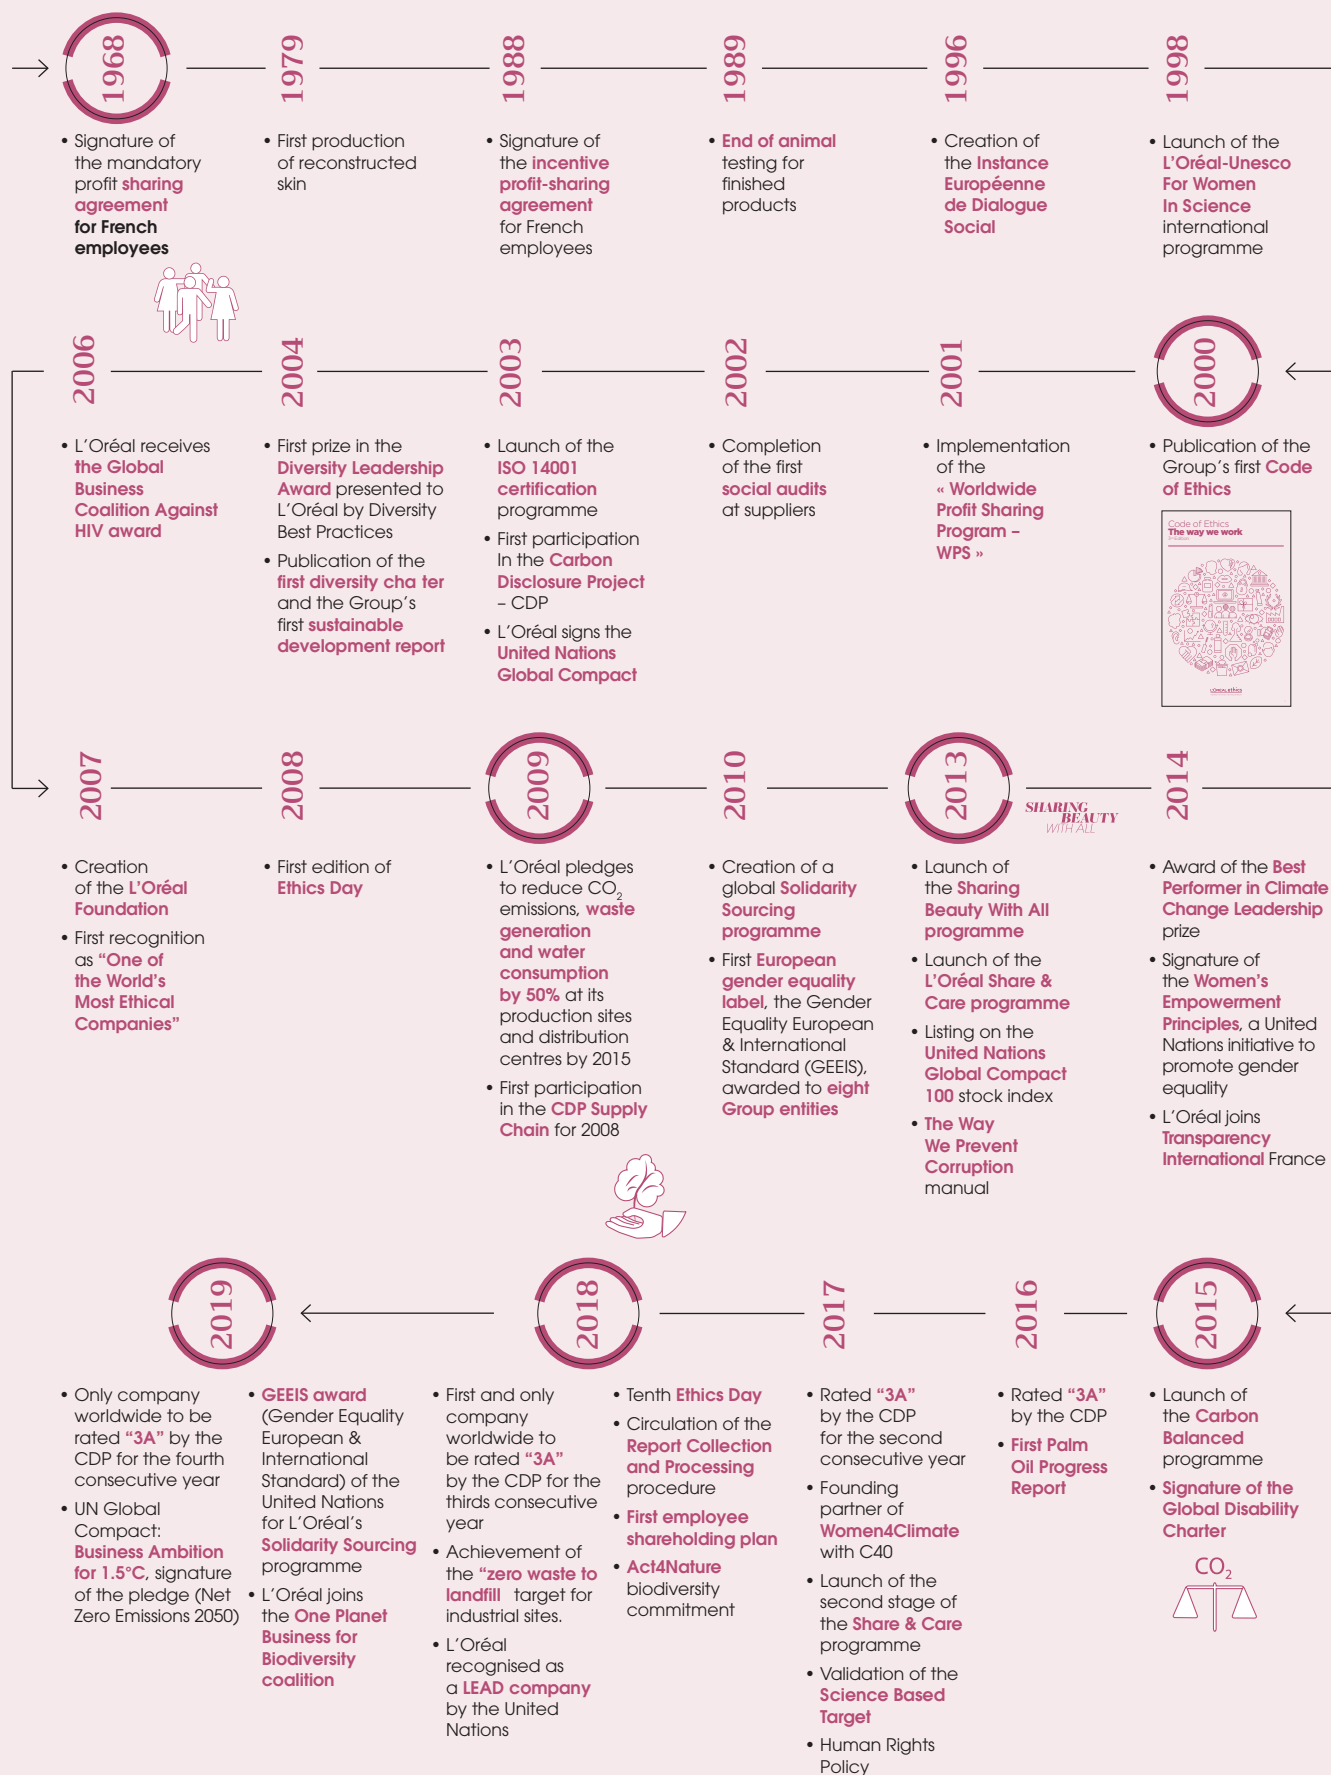 1968
• Signature of
the mandatory
profit sharing
agreement
for French
employees
1979
• First production
of reconstructed
skin
1988
• Signature of
the incentive
profit-sharing
agreement
for French
employees
1989
• End of animal
testing for
finished
products
1996
• Creation of
the Instance
Européenne
de Dialogue
Social
1998
• Launch of the
L’Oréal-Unesco
For Women
In Science
international
programme
2000
• Publication of the
Group’s first Code
of Ethics
Code of Ethics
The way we work
2001
• Implementation
of the
« Worldwide
Profit Sharing
Program –
WPS »
2002
• Completion
of the first
social audits
at suppliers
2003
• Launch of the
ISO 14001
certification
programme
• First participation
In the Carbon
Disclosure Project
– CDP
• L’Oréal signs the
United Nations
Global Compact
2004
• First prize in the
Diversity Leadership
Award presented to
L’Oréal by Diversity
Best Practices
• Publication of the
first diversity cha ter
and the Group’s
first sustainable
development report
2006
• L’Oréal receives
the Global
Business
Coalition Against
HIV award
2007
• Creation
of the L’Oréal
Foundation
• First recognition
as “One of
the World’s
Most Ethical
Companies”
2008
• First edition of
Ethics Day
2009
• L’Oréal pledges
to reduce CO2
emissions, waste
generation
and water
consumption
by 50% at its
production sites
and distribution
centres by 2015
• First participation
in the CDP Supply
Chain for 2008
2010
• Creation of a
global Solidarity
Sourcing
programme
• First European
gender equality
label, the Gender
Equality European
& International
Standard (GEEIS),
awarded to eight
Group entities
2013
SHARING
BEAUTY
WITH ALL
• Launch of
the Sharing
Beauty With All
programme
• Launch of the
L’Oréal Share &
Care programme
• Listing on the
United Nations
Global Compact
100 stock index
• The Way
We Prevent
Corruption
manual
2014
• Award of the Best
Performer in Climate
Change Leadership
prize
• Signature of
the Women’s
Empowerment
Principles, a United
Nations initiative to
promote gender
equality
• L’Oréal joins
Transparency
International France
2015
• Launch of
the Carbon
Balanced
programme
• Signature of the
Global Disability
Charter
CO2
2016
• Rated “3A”
by the CDP
• First Palm
Oil Progress
Report
2017
• Rated “3A”
by the CDP
for the second
consecutive year
• Founding
partner of
Women4Climate
with C40
• Launch of the
second stage of
the Share & Care
programme
• Validation of the
Science Based
Target
• Human Rights
Policy
2018
• First and only
company
worldwide to
be rated “3A”
by the CDP for the
thirds consecutive
year
• Achievement of
the “zero waste to
landfill target for
industrial sites.
• L’Oréal
recognised as
a LEAD company
by the United
Nations
• Tenth Ethics Day
• Circulation of the
Report Collection
and Processing
procedure
• First employee
shareholding plan
• Act4Nature
biodiversity
commitment
2019
• Only company
worldwide to be
rated “3A” by the
CDP for the fourth
consecutive year
• UN Global
Compact:
Business Ambition
for 1.5°C, signature
of the pledge (Net
Zero Emissions 2050)
• GEEIS award
(Gender Equality
European &
International
Standard) of the
United Nations
for L’Oréal’s
Solidarity Sourcing
programme
• L’Oréal joins
the One Planet
Business for
Biodiversity
coalition